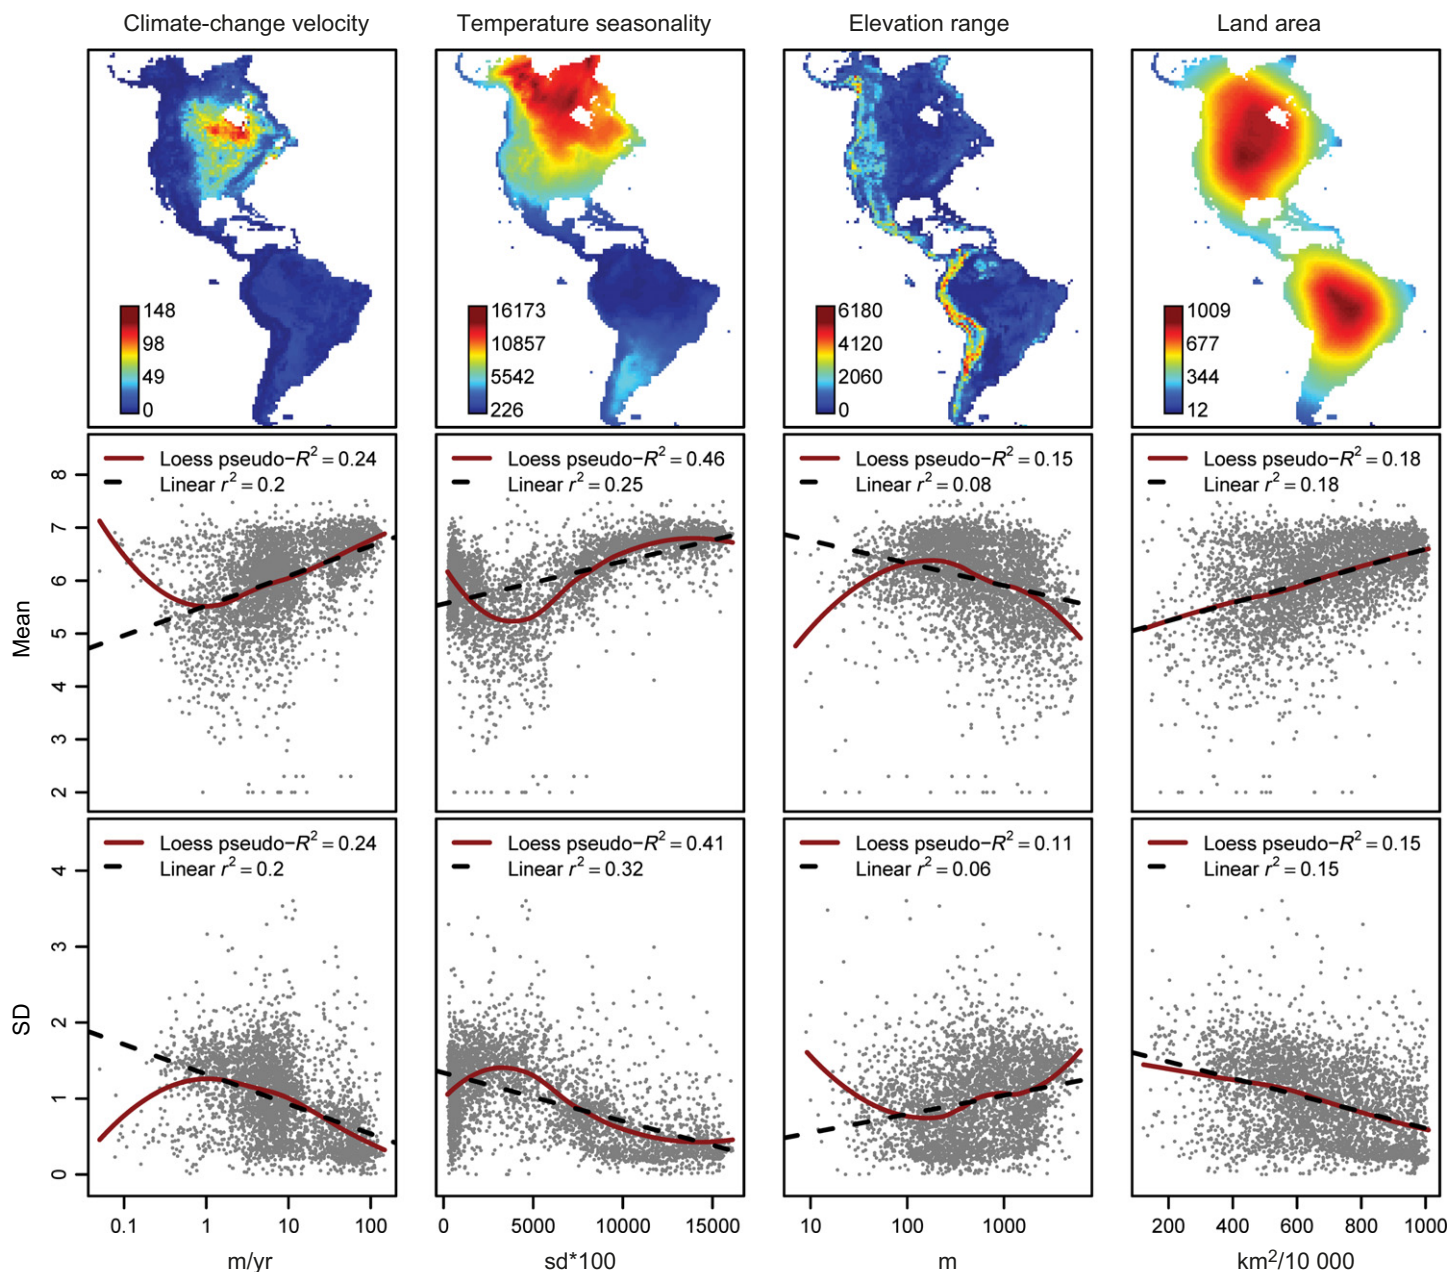 Climate-change velocity Temperature seasonality Elevation range Land area
148 16173 6180 1009
98 10857 4120 677
49 5542 2060 344
0 226 0 12
Loess pseudo−R² = 0.24 Loess pseudo−R² = 0.46 Loess pseudo−R² = 0.15 Loess pseudo−R² = 0.18
Linear r² = 0.2 Linear r² = 0.25 Linear r² = 0.08 Linear r² = 0.18
8
7
6
5
4
3
2
Mean
Loess pseudo−R² = 0.24 Loess pseudo−R² = 0.41 Loess pseudo−R² = 0.11 Loess pseudo−R² = 0.15
Linear r² = 0.2 Linear r² = 0.32 Linear r² = 0.06 Linear r² = 0.15
4
3
2
1
0
SD
0.1 1 10 100 0 5000 10000 15000 10 100 1000 200 400 600 800 1000
m/yr sd*100 m km²/10 000